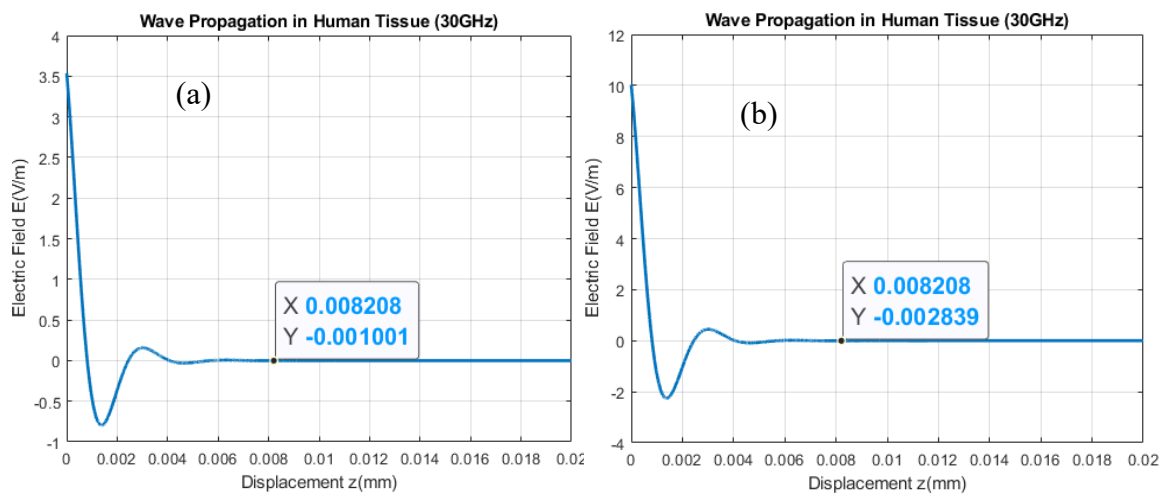 Wave Propagation in Human Tissue (30GHz)
(a)
Electric Field E(V/m)
4
3.5
3
2.5
2
1.5
1
0.5
0
-0.5
-1
X 0.008208
Y -0.001001
0 0.002 0.004 0.006 0.008 0.01 0.012 0.014 0.016 0.018 0.02
Displacement z(mm)
Wave Propagation in Human Tissue (30GHz)
(b)
Electric Field E(V/m)
12
10
8
6
4
2
0
-2
-4
X 0.008208
Y -0.002839
0 0.002 0.004 0.006 0.008 0.01 0.012 0.014 0.016 0.018 0.02
Displacement z(mm)